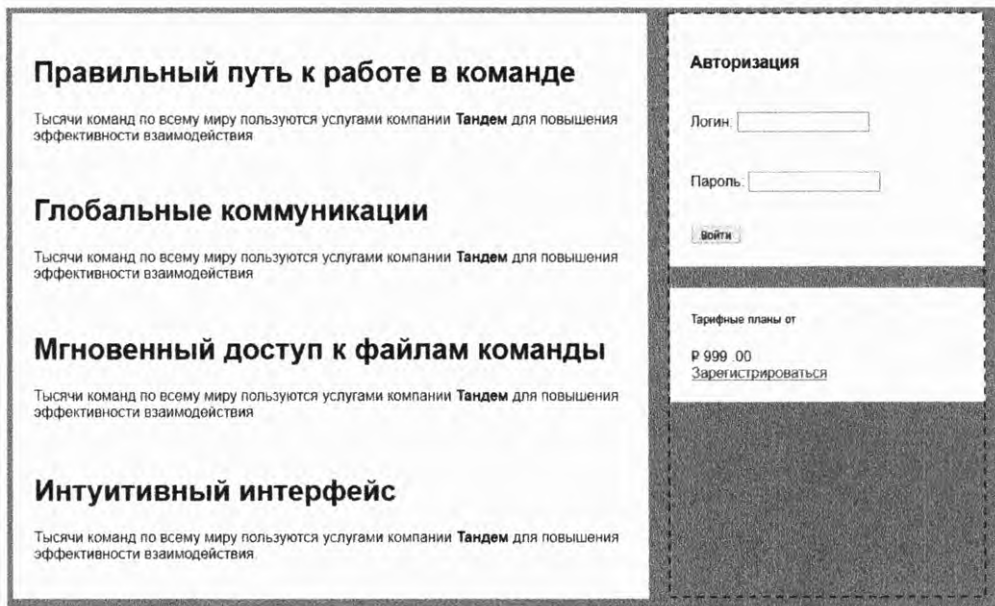 Правильный путь к работе в команде
Тысячи команд по всему миру пользуются услугами компании Тандем для повышения
эффективности взаимодействия
Глобальные коммуникации
Тысячи команд по всему миру пользуются услугами компании Тандем для повышения
эффективности взаимодействия
Мгновенный доступ к файлам команды
Тысячи команд по всему миру пользуются услугами компании Тандем для повышения
эффективности взаимодействия
Интуитивный интерфейс
Тысячи команд по всему миру пользуются услугами компании Тандем для повышения
эффективности взаимодействия
Авторизация
Логин:
Пароль:
Войти
Тарифные планы от
₽ 999 .00
Зарегистрироваться